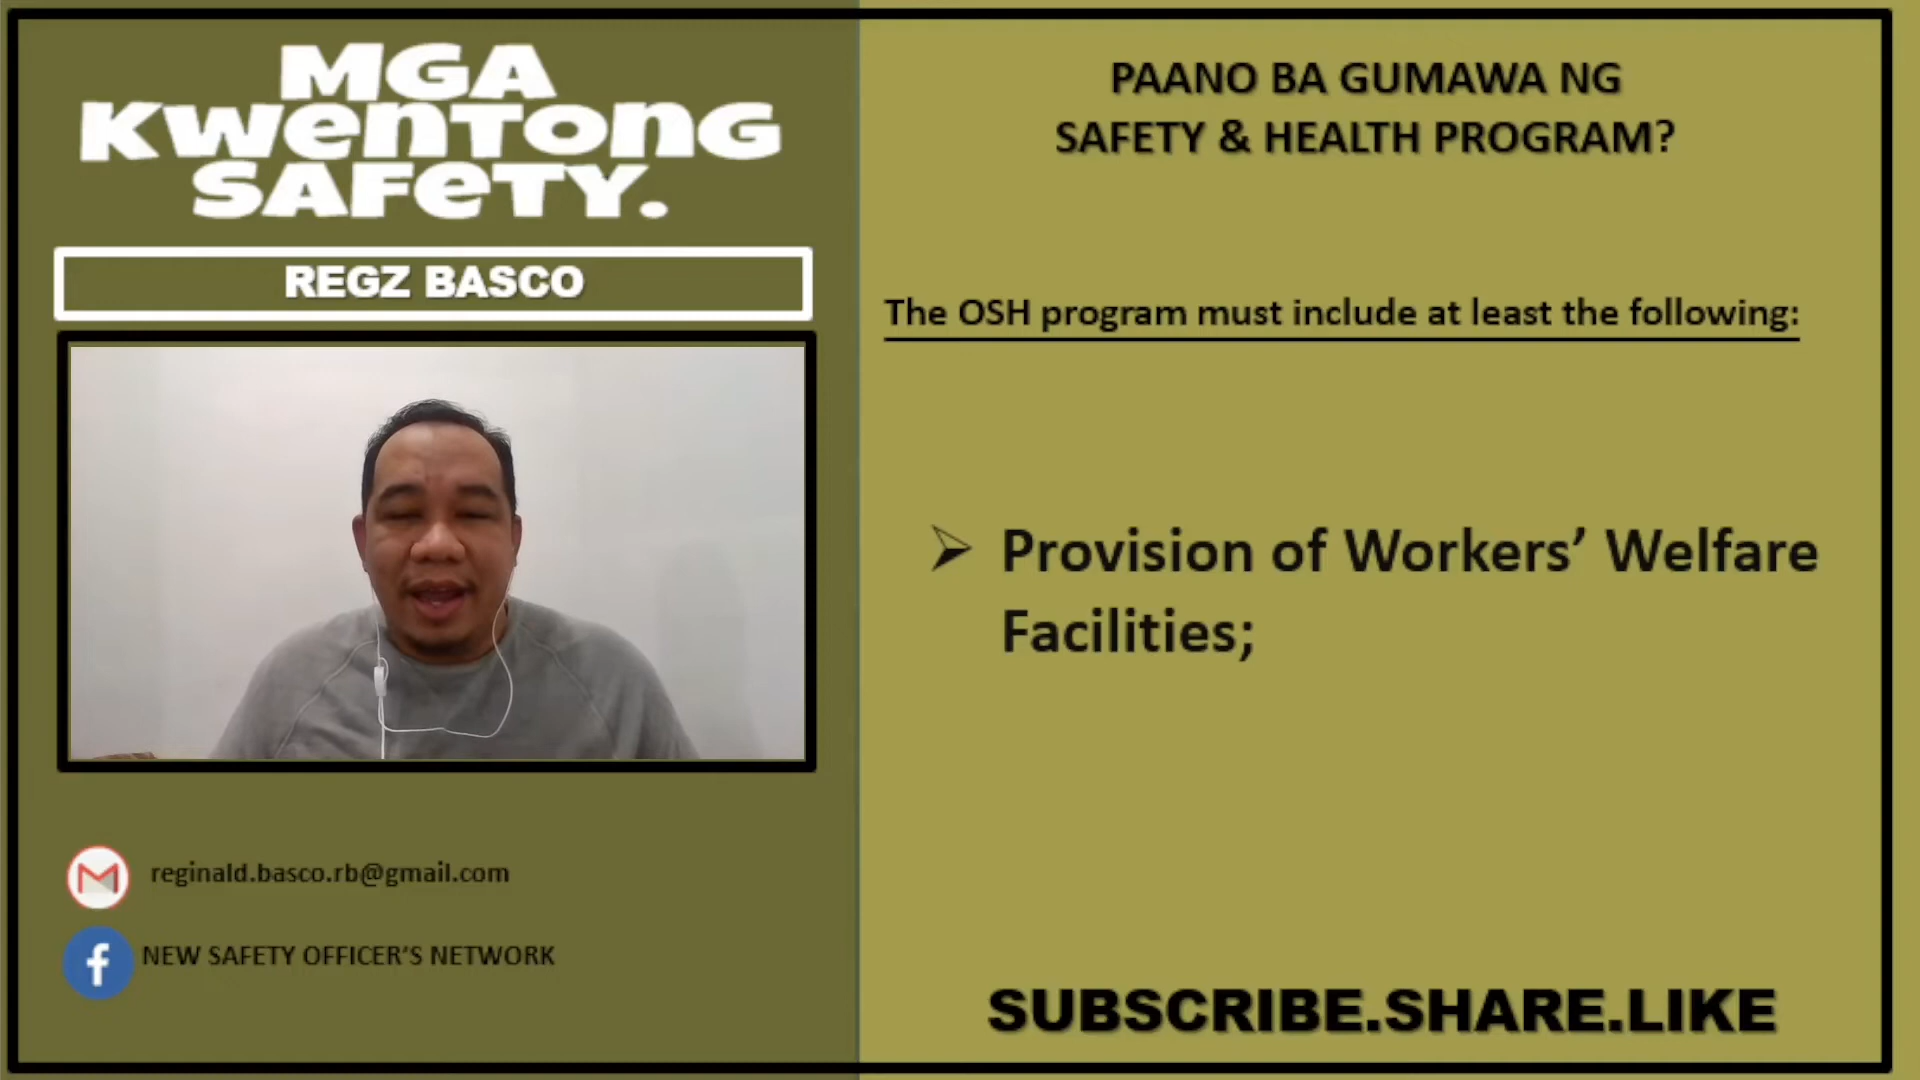 MGA
KWENTONG
SAFETY.
REGZ BASCO
reginald.basco.rb@gmail.com
NEW SAFETY OFFICER'S NETWORK
PAANO BA GUMAWA NG
SAFETY & HEALTH PROGRAM?
The OSH program must include at least the following:
➢ Provision of Workers’ Welfare
Facilities;
SUBSCRIBE.SHARE.LIKE